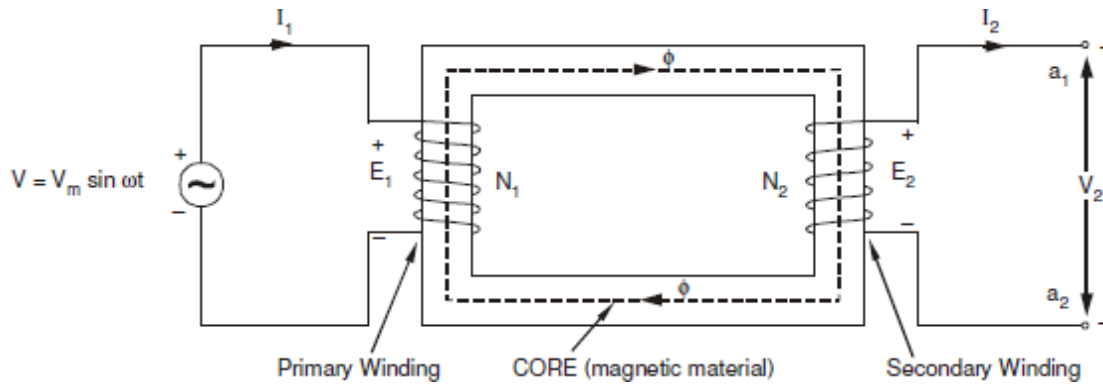 I₁
I₂
ϕ
a₁
+
+
+
V = Vₘ sin ωt
E₁
N₁
N₂
E₂
V₂
–
–
–
ϕ
a₂
Primary Winding
CORE (magnetic material)
Secondary Winding